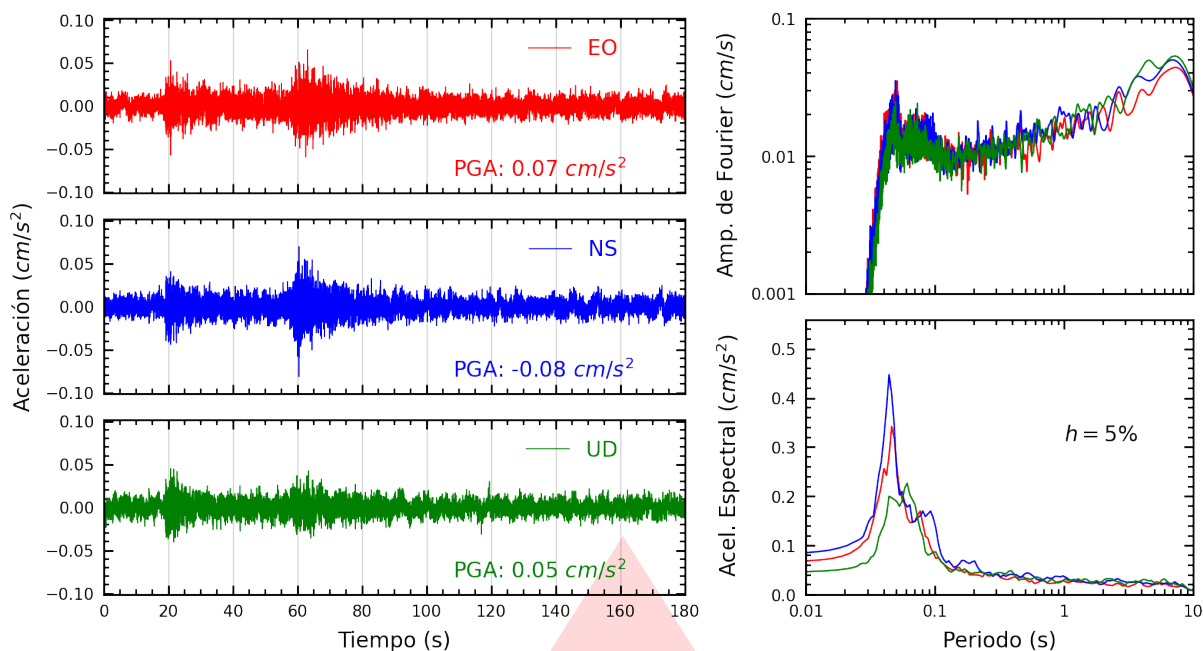 Aceleración (cm/s²)
0.10
0.05
0.00
−0.05
−0.10
EO
PGA: 0.07 cm/s²
0.10
0.05
0.00
−0.05
−0.10
NS
PGA: -0.08 cm/s²
0.10
0.05
0.00
−0.05
−0.10
UD
PGA: 0.05 cm/s²
0 20 40 60 80 100 120 140 160 180
Tiempo (s)
Amp. de Fourier (cm/s)
0.1
0.01
0.001
Acel. Espectral (cm/s²)
0.5
0.4
0.3
0.2
0.1
0.0
h = 5%
0.01 0.1 1 10
Periodo (s)